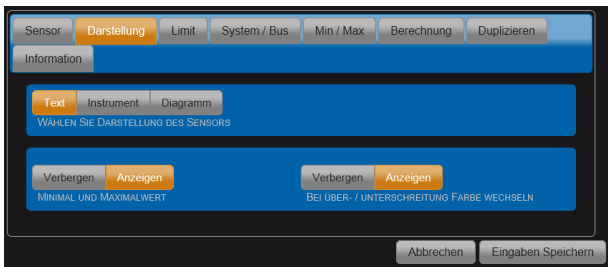 Sensor Darstellung Limit System / Bus Min / Max Berechnung Duplizieren
Information
Text Instrument Diagramm
Wählen Sie Darstellung des Sensors
Verbergen Anzeigen Verbergen Anzeigen
Minimal und Maximalwert Bei über- / unterschreitung Farbe wechseln
Abbrechen Eingaben Speichern